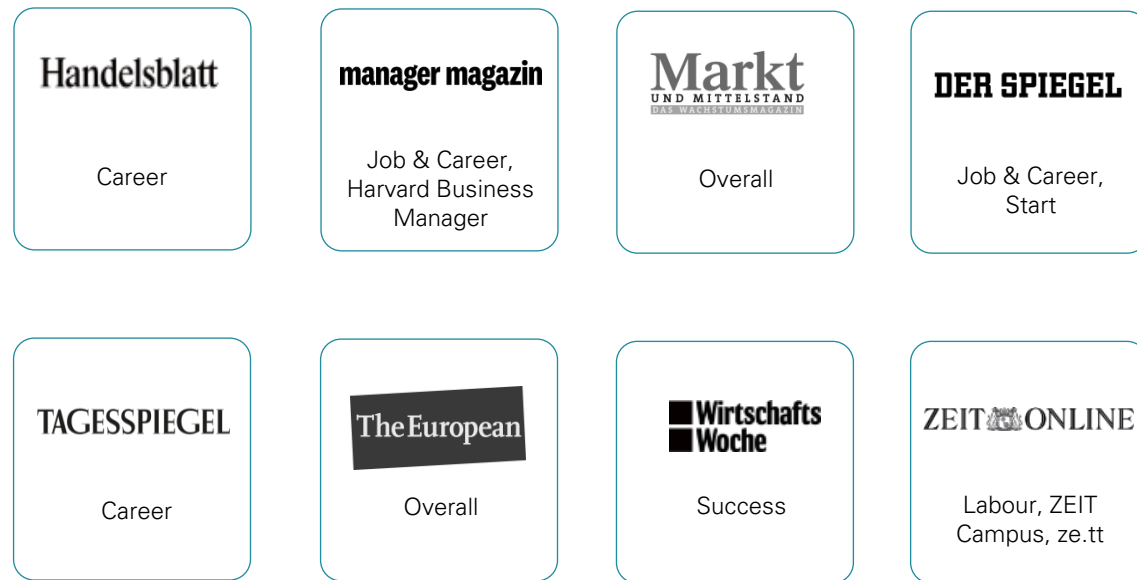 Handelsblatt
Career
manager magazin
Job & Career,
Harvard Business
Manager
Markt
UND MITTELSTAND
DAS WACHSTUMSMAGAZIN
Overall
DER SPIEGEL
Job & Career,
Start
TAGESSPIEGEL
Career
The European
Overall
Wirtschafts
Woche
Success
ZEIT ONLINE
Labour, ZEIT
Campus, ze.tt